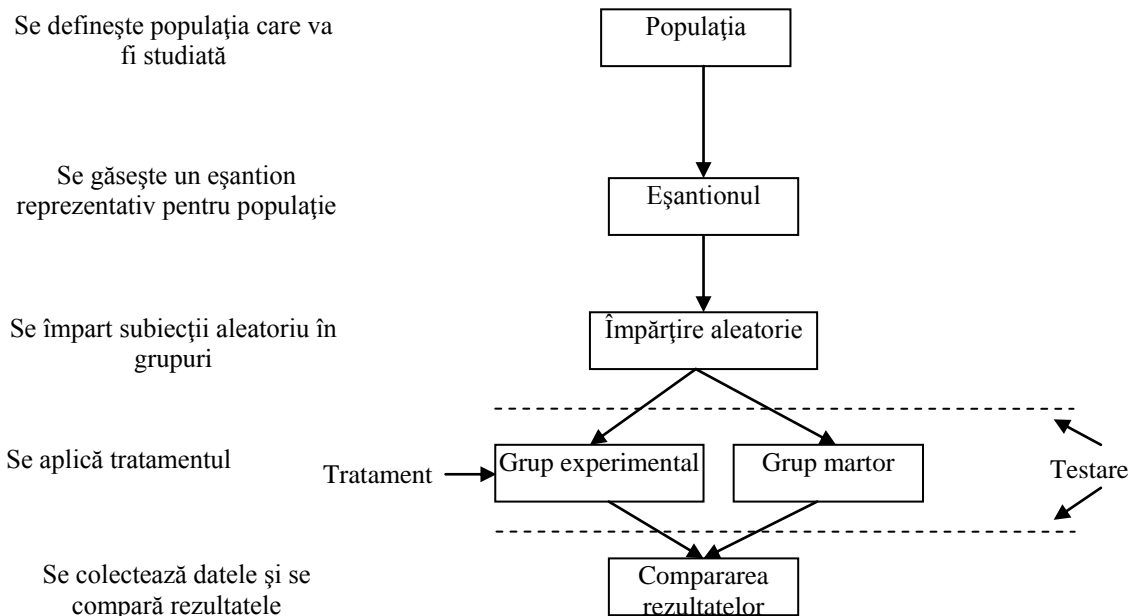 Se defineşte populaţia care va
fi studiată
Populaţia
Se găseşte un eşantion
reprezentativ pentru populaţie
Eşantionul
Se împart subiecţii aleatoriu în
grupuri
Împărţire aleatorie
Se aplică tratamentul
Tratament
Grup experimental
Grup martor
Testare
Se colectează datele şi se
compară rezultatele
Compararea
rezultatelor